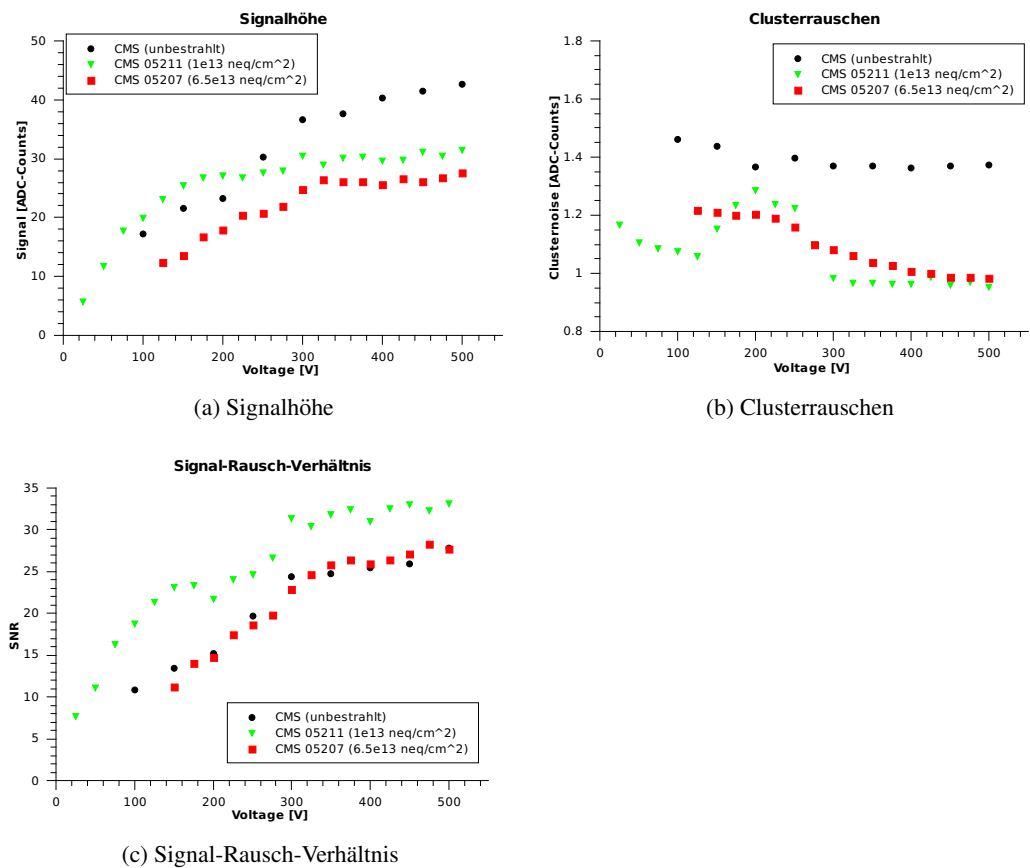 Signalhöhe
50
40
30
20
10
0
Signal [ADC-Counts]
CMS (unbestrahlt)
CMS 05211 (1e13 neq/cm^2)
CMS 05207 (6.5e13 neq/cm^2)
0 100 200 300 400 500
Voltage [V]
(a) Signalhöhe
Clusterrauschen
1.8
1.6
1.4
1.2
1
0.8
Clusternoise [ADC-Counts]
CMS (unbestrahlt)
CMS 05211 (1e13 neq/cm^2)
CMS 05207 (6.5e13 neq/cm^2)
0 100 200 300 400 500
Voltage [V]
(b) Clusterrauschen
Signal-Rausch-Verhältnis
35
30
25
20
15
10
5
0
SNR
CMS (unbestrahlt)
CMS 05211 (1e13 neq/cm^2)
CMS 05207 (6.5e13 neq/cm^2)
0 100 200 300 400 500
Voltage [V]
(c) Signal-Rausch-Verhältnis